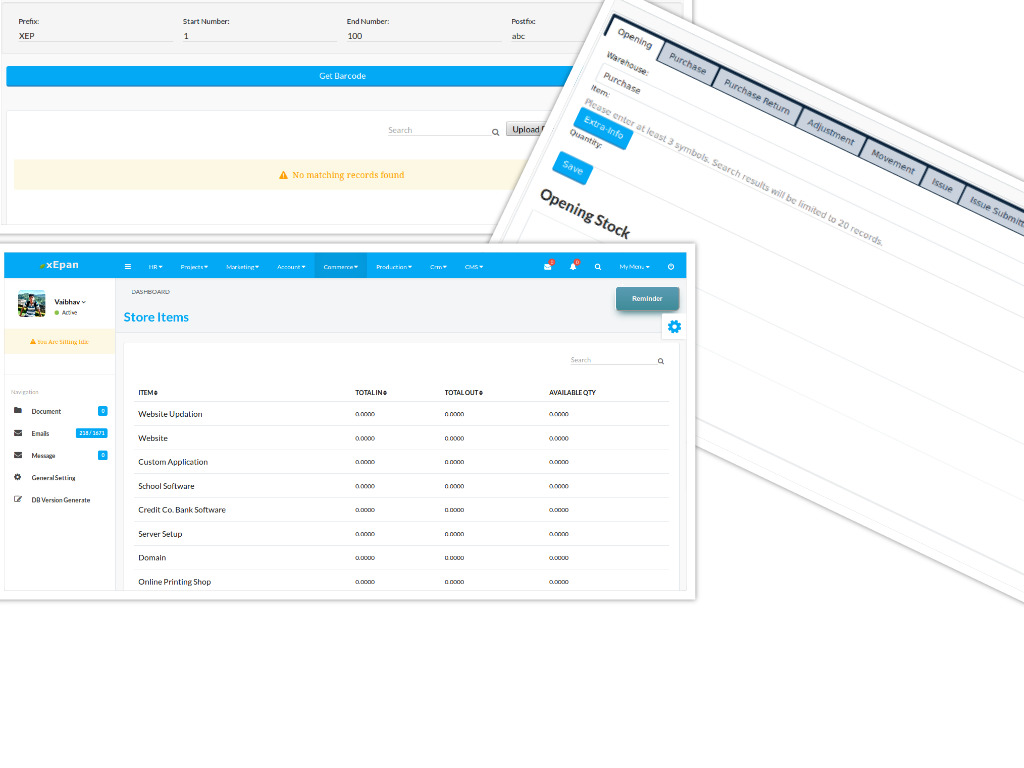 Prefix: Start Number: End Number: Postfix:
XEP 1 100 abc
Get Barcode
Search Upload
No matching records found
Opening Purchase Purchase Return Adjustment Movement Issue Issue Submitt
Warehouse:
Purchase
Item:
Please enter at least 3 symbols. Search results will be limited to 20 records.
Extra-Info
Quantity:
Save
Opening Stock
xEpan HR Projects Marketing Account Commerce Production Crm CMS My Menu
Vaibhav
Active
You Are Sitting Idle
Navigation
Document 0
Emails 218 / 1671
Message 0
General Setting
DB Version Generate
DASHBOARD
Store Items
Reminder
Search
ITEM TOTAL IN TOTAL OUT AVAILABLE QTY
Website Updation 0.0000 0.0000 0.0000
Website 0.0000 0.0000 0.0000
Custom Application 0.0000 0.0000 0.0000
School Software 0.0000 0.0000 0.0000
Credit Co. Bank Software 0.0000 0.0000 0.0000
Server Setup 0.0000 0.0000 0.0000
Domain 0.0000 0.0000 0.0000
Online Printing Shop 0.0000 0.0000 0.0000